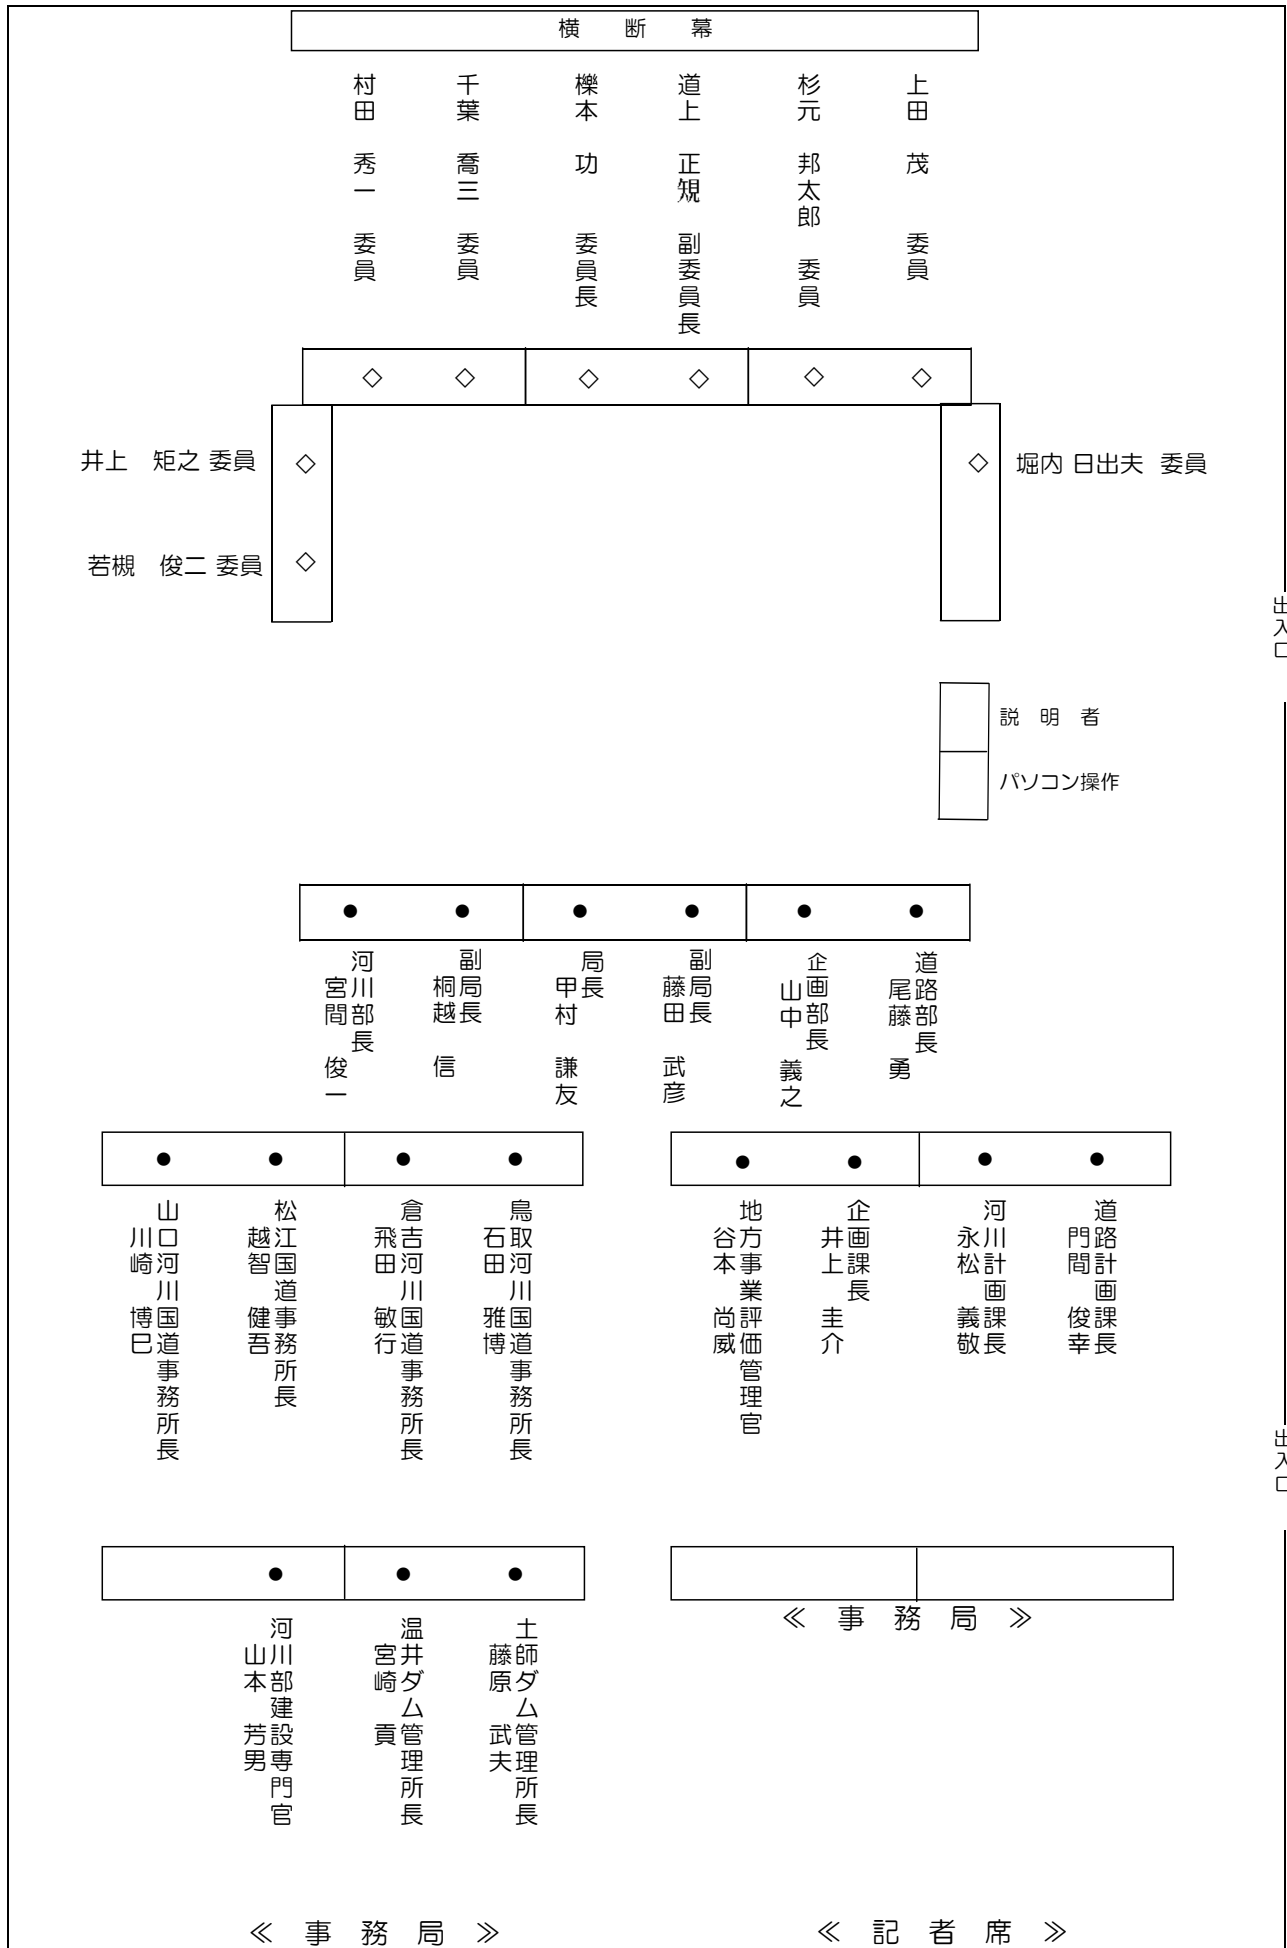 横　断　幕
村田　秀一　委員
千葉　喬三　委員
櫟本　功　委員長
道上　正規　副委員長
杉元　邦太郎　委員
上田　茂　委員
◇
◇
◇
◇
◇
◇
井上　矩之 委員
◇
◇
堀内 日出夫 委員
若槻　俊二 委員
◇
出入口
説　明　者
パソコン操作
●
●
●
●
●
●
河川部長
宮間　俊一
副局長
桐越　信
局長
甲村　謙友
副局長
藤田　武彦
企画部長
山中　義之
道路部長
尾藤　勇
●
●
●
●
●
●
●
●
山口河川国道事務所長
川崎　博巳
松江国道事務所長
越智　健吾
倉吉河川国道事務所長
飛田　敏行
鳥取河川国道事務所長
石田　雅博
地方事業評価管理官
谷本　尚威
企画課長
井上　圭介
河川計画課長
永松　義敬
道路計画課長
門間　俊幸
出入口
●
●
●
≪　事　務　局　≫
河川部建設専門官
山本　芳男
温井ダム管理所長
宮崎　貢
土師ダム管理所長
藤原　武夫
≪　事　務　局　≫
≪　記　者　席　≫